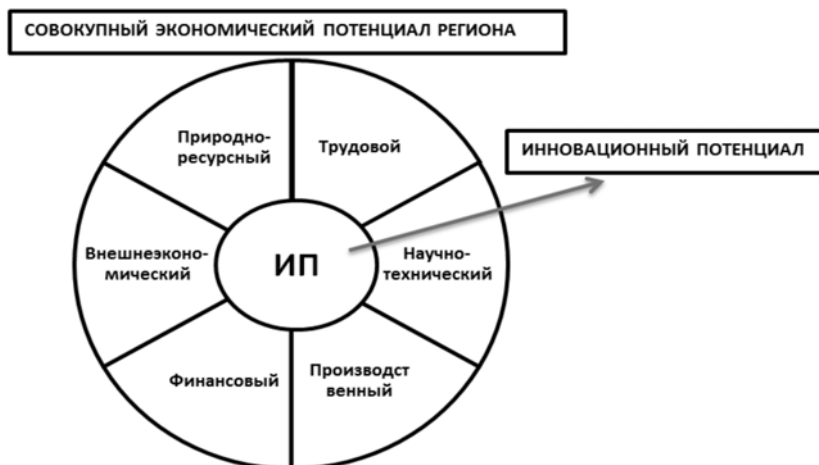 СОВОКУПНЫЙ ЭКОНОМИЧЕСКИЙ ПОТЕНЦИАЛ РЕГИОНА
Природно-
ресурсный
Трудовой
ИННОВАЦИОННЫЙ ПОТЕНЦИАЛ
Внешнеэконо-
мический
ИП
Научно-
технический
Финансовый
Производст
венный